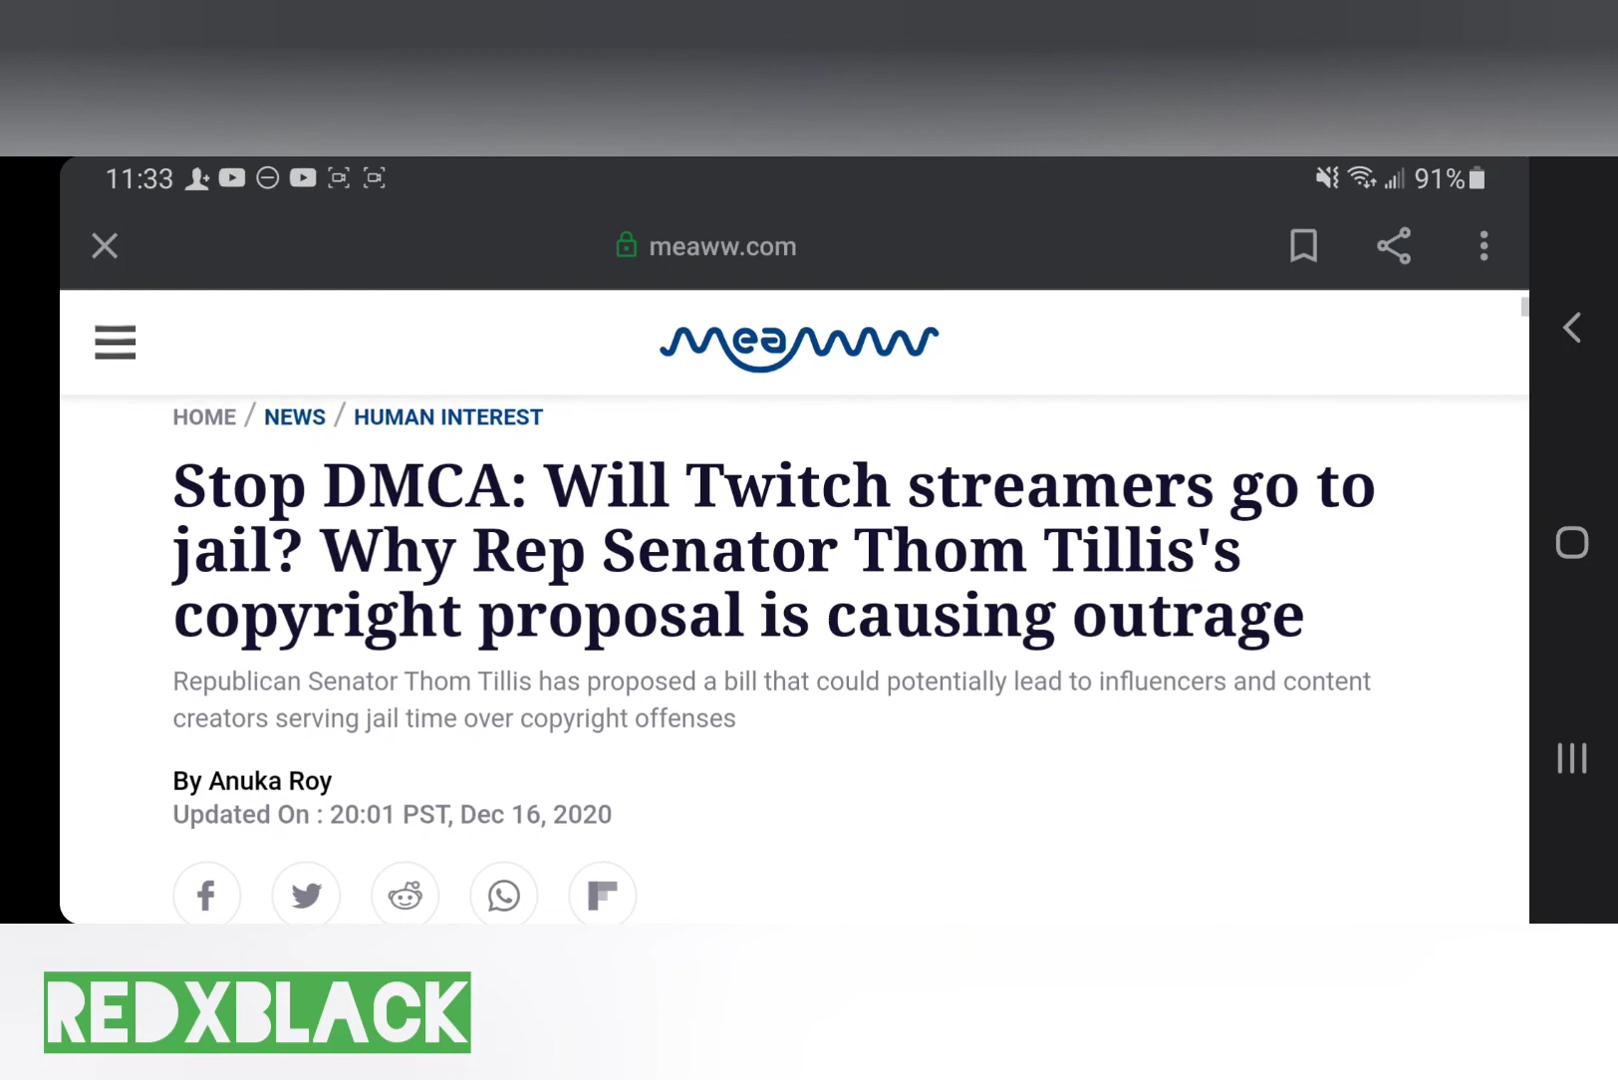 11:33
91%
meaww.com
meaww
HOME / NEWS / HUMAN INTEREST
Stop DMCA: Will Twitch streamers go to
jail? Why Rep Senator Thom Tillis's
copyright proposal is causing outrage
Republican Senator Thom Tillis has proposed a bill that could potentially lead to influencers and content
creators serving jail time over copyright offenses
By Anuka Roy
Updated On : 20:01 PST, Dec 16, 2020
REDXBLACK